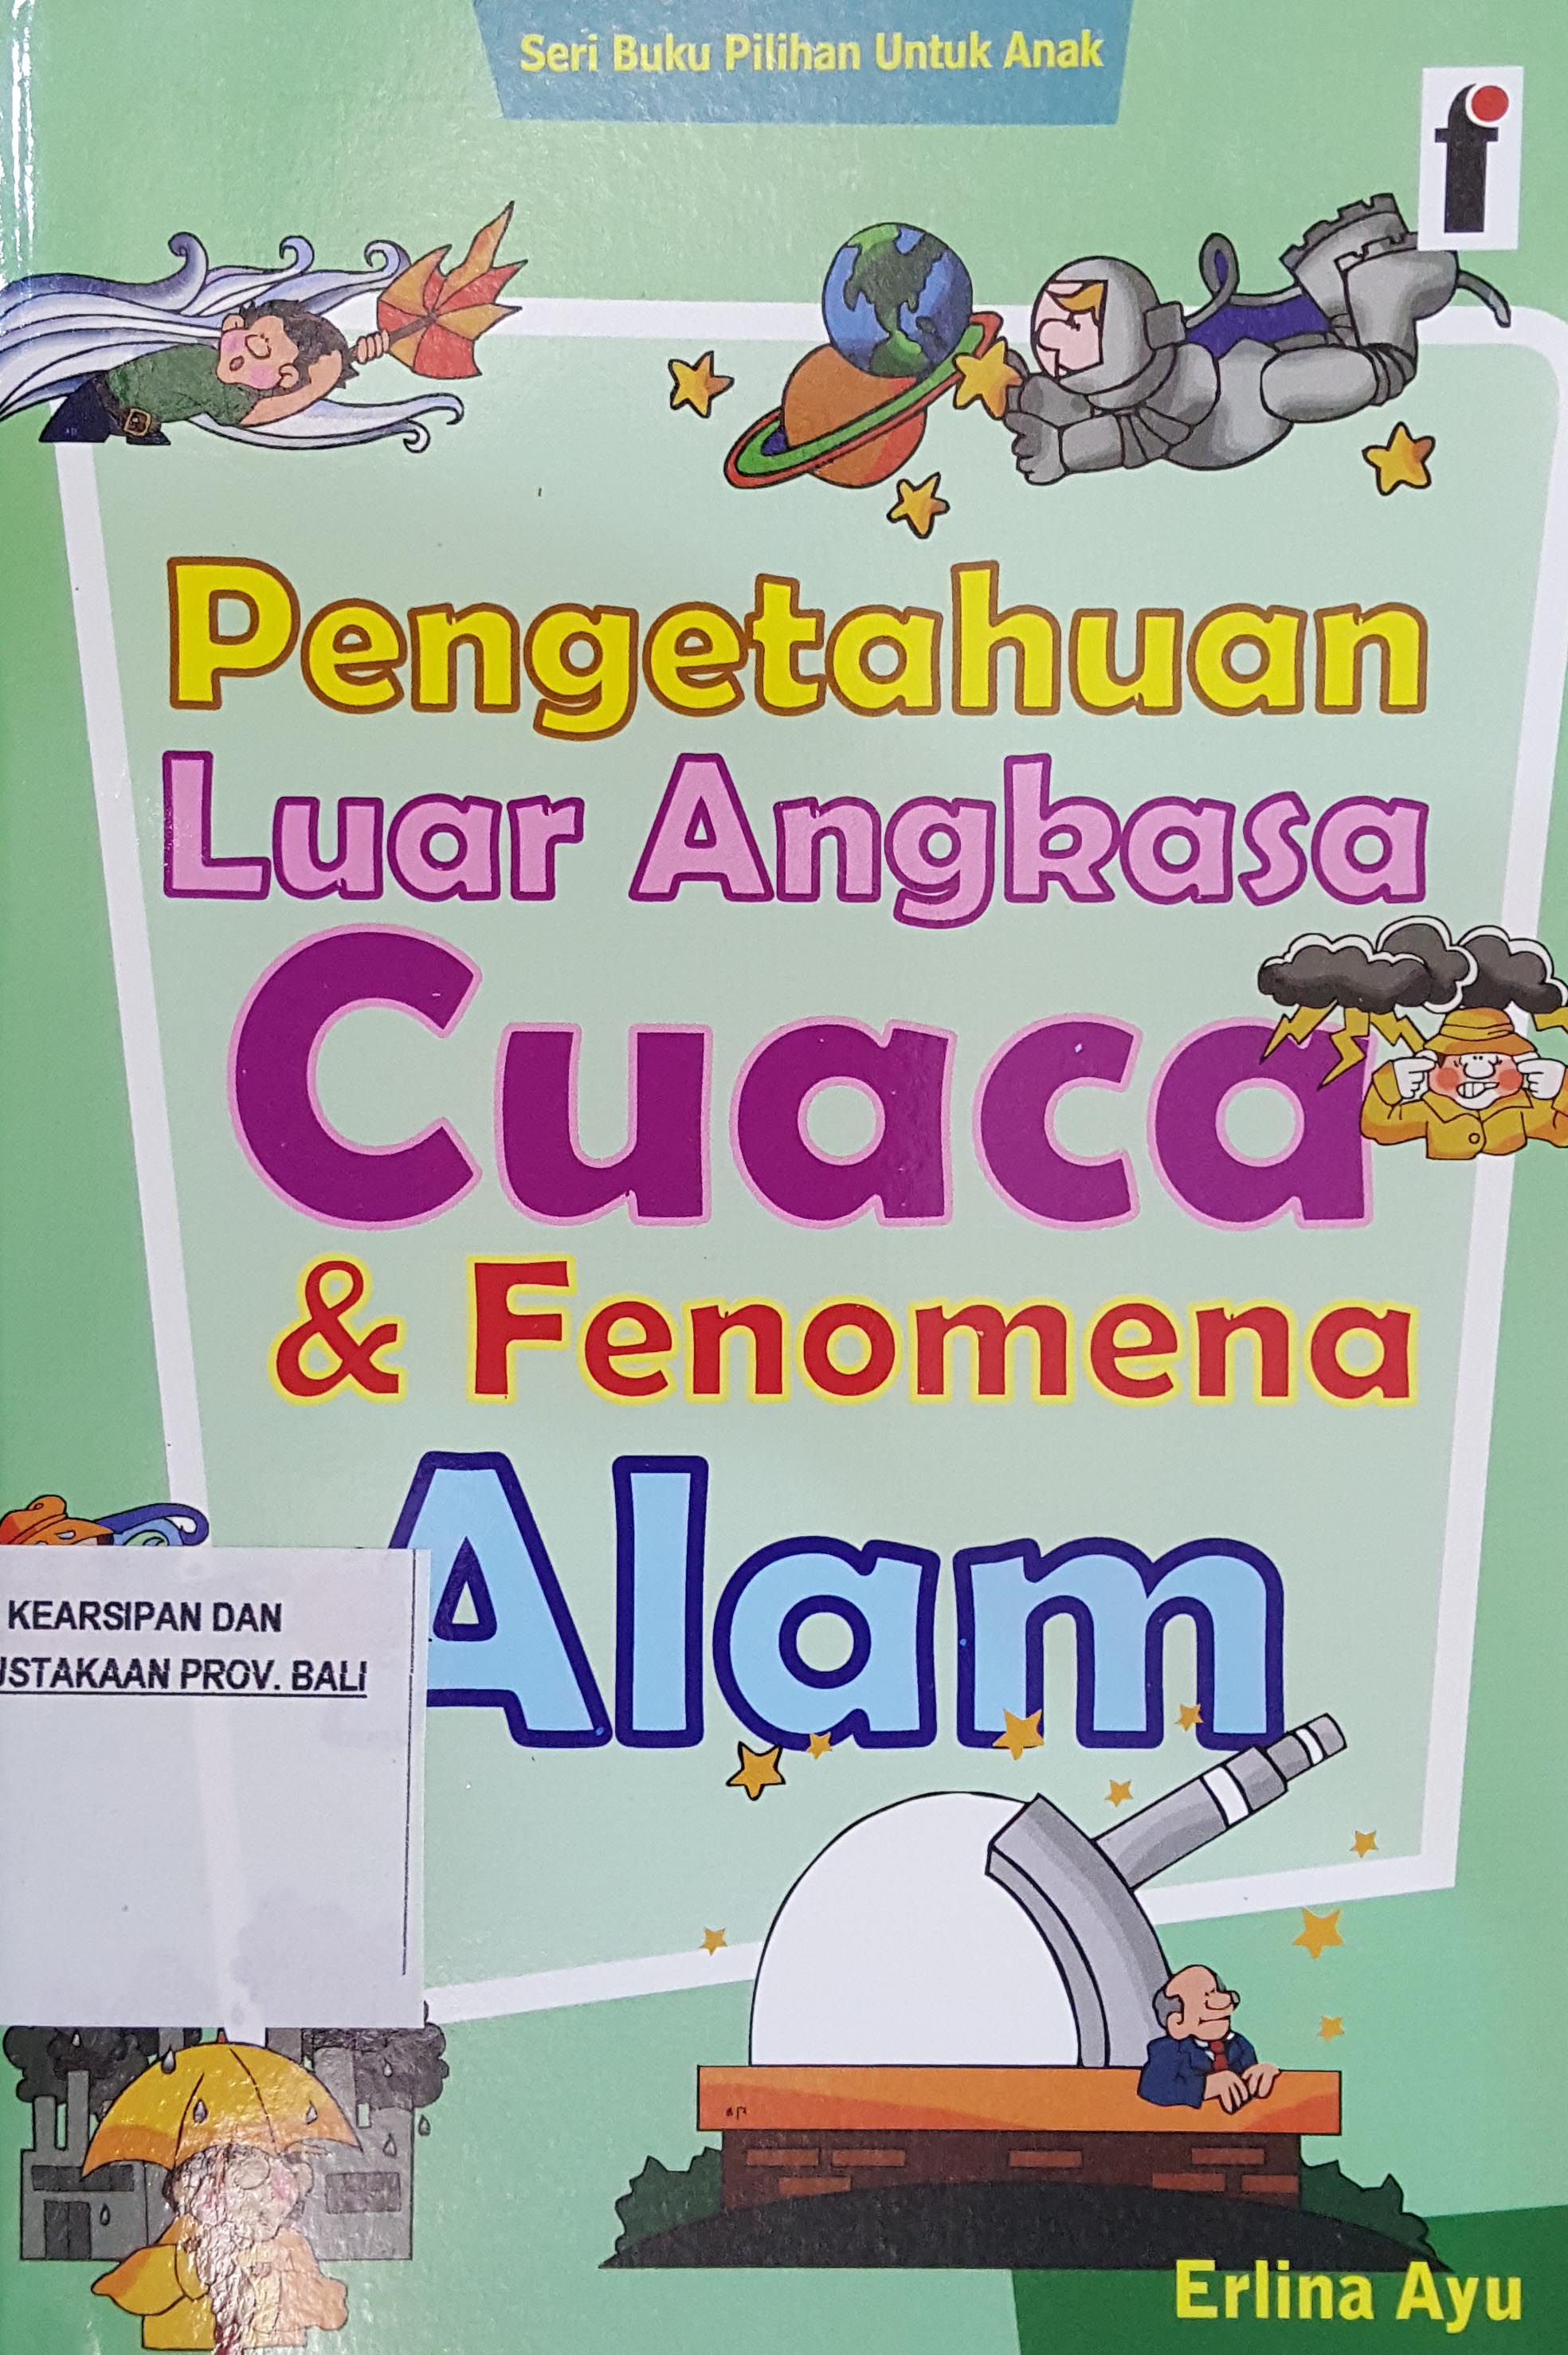 Seri Buku Pilihan Untuk Anak
f
Pengetahuan
Luar Angkasa
Cuaca
& Fenomena
Alam
KEARSIPAN DAN
USTAKAAN PROV. BALI
Erlina Ayu